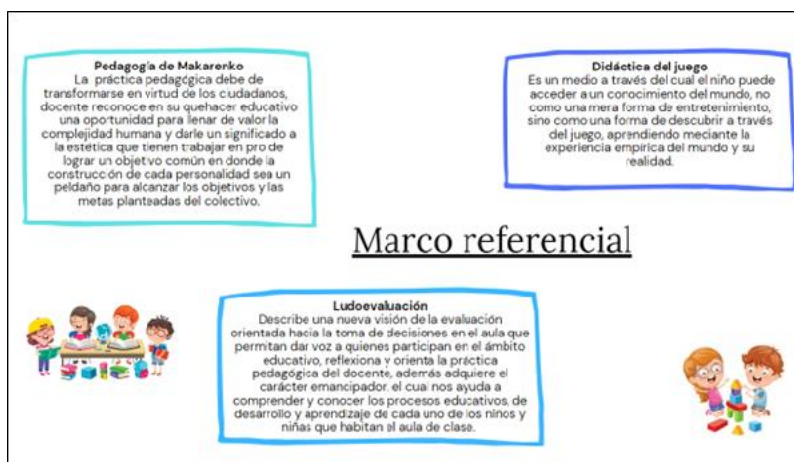 Pedagogía de Makarenko
La práctica pedagógica debe de
transformarse en virtud de los ciudadanos,
docente reconoce en su quehacer educativo
una oportunidad para llenar de valor la
complejidad humana y darle un significado a
la estética que tienen trabajar en pro de
lograr un objetivo común en donde la
construcción de cada personalidad sea un
peldaño para alcanzar los objetivos y las
metas planteadas del colectivo.
Didáctica del juego
Es un medio a través del cual el niño puede
acceder a un conocimiento del mundo, no
como una mera forma de entretenimiento,
sino como una forma de descubrir a través
del juego, aprendiendo mediante la
experiencia empírica del mundo y su
realidad.
Marco referencial
Ludoevaluación
Describe una nueva visión de la evaluación
orientada hacia la toma de decisiones en el aula que
permitan dar voz a quienes participan en el ámbito
educativo, reflexiona y orienta la práctica
pedagógica del docente, además adquiere el
carácter emancipador, el cual nos ayuda a
comprender y conocer los procesos educativos, de
desarrollo y aprendizaje de cada uno de los niños y
niñas que habitan el aula de clase.